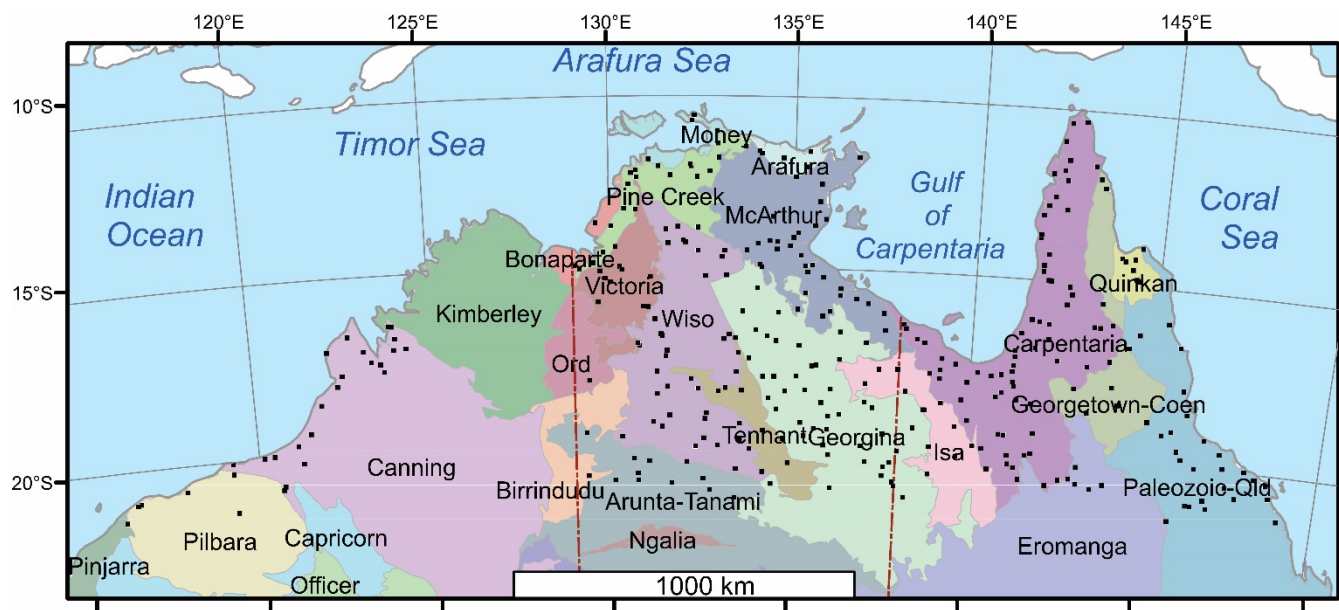 120°E
125°E
130°E
135°E
140°E
145°E
Arafura Sea
10°S
Timor Sea
Money
Arafura
Indian
Ocean
Pine Creek
McArthur
Gulf
of
Carpentaria
Coral
Sea
Bonaparte
Quinkan
15°S
Victoria
Kimberley
Wiso
Carpentaria
Ord
Georgetown-Coen
Tennant
Georgina
Isa
Canning
20°S
Birrindudu
Arunta-Tanami
Paleozoic-Qld
Pilbara
Capricorn
Ngalia
Eromanga
Pinjarra
Officer
1000 km